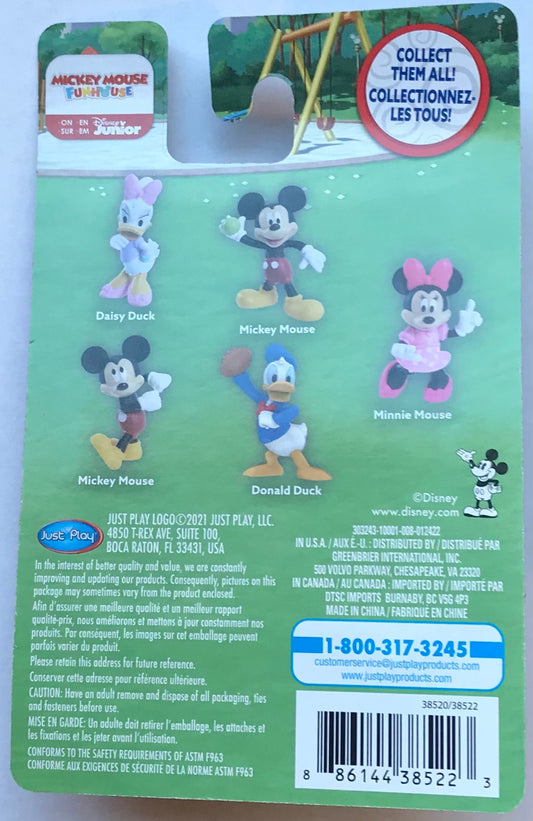 MICKEY MOUSE
FUNHOUSE
·ON ·EN
·SUR ·EM
Disney
Junior
COLLECT
THEM ALL!
COLLECTIONNEZ-
LES TOUS!
Daisy Duck
Mickey Mouse
Minnie Mouse
Mickey Mouse
Donald Duck
©Disney
www.disney.com
Just Play
JUST PLAY LOGO©2021 JUST PLAY, LLC.
4850 T-REX AVE, SUITE 100,
BOCA RATON, FL 33431, USA
303243-10001-008-012422
IN U.S.A. / AUX É.-U. : DISTRIBUTED BY / DISTRIBUÉ PAR
GREENBRIER INTERNATIONAL, INC.
500 VOLVO PARKWAY, CHESAPEAKE, VA 23320
IN CANADA / AU CANADA : IMPORTED BY / IMPORTÉ PAR
DTSC IMPORTS BURNABY, BC V5G 4P3
MADE IN CHINA / FABRIQUÉ EN CHINE
In the interest of better quality and value, we are constantly
improving and updating our products. Consequently, pictures on this
package may sometimes vary from the product enclosed.
Afin d'assurer une meilleure qualité et un meilleur rapport
qualité-prix, nous améliorons et mettons à jour constamment nos
produits. Par conséquent, les images sur cet emballage peuvent
parfois varier du produit.
Please retain this address for future reference.
Conserver cette adresse pour référence ultérieure.
CAUTION: Have an adult remove and dispose of all packaging, ties
and fasteners before use.
MISE EN GARDE: Un adulte doit retirer l'emballage, les attaches et
les fixations et les jeter avant l'utilisation.
CONFORMS TO THE SAFETY REQUIREMENTS OF ASTM F963
CONFORME AUX EXIGENCES DE SÉCURITÉ DE LA NORME ASTM F963
1-800-317-3245
customerservice@justplayproducts.com
www.justplayproducts.com
38520/38522
8 86144 38522 3